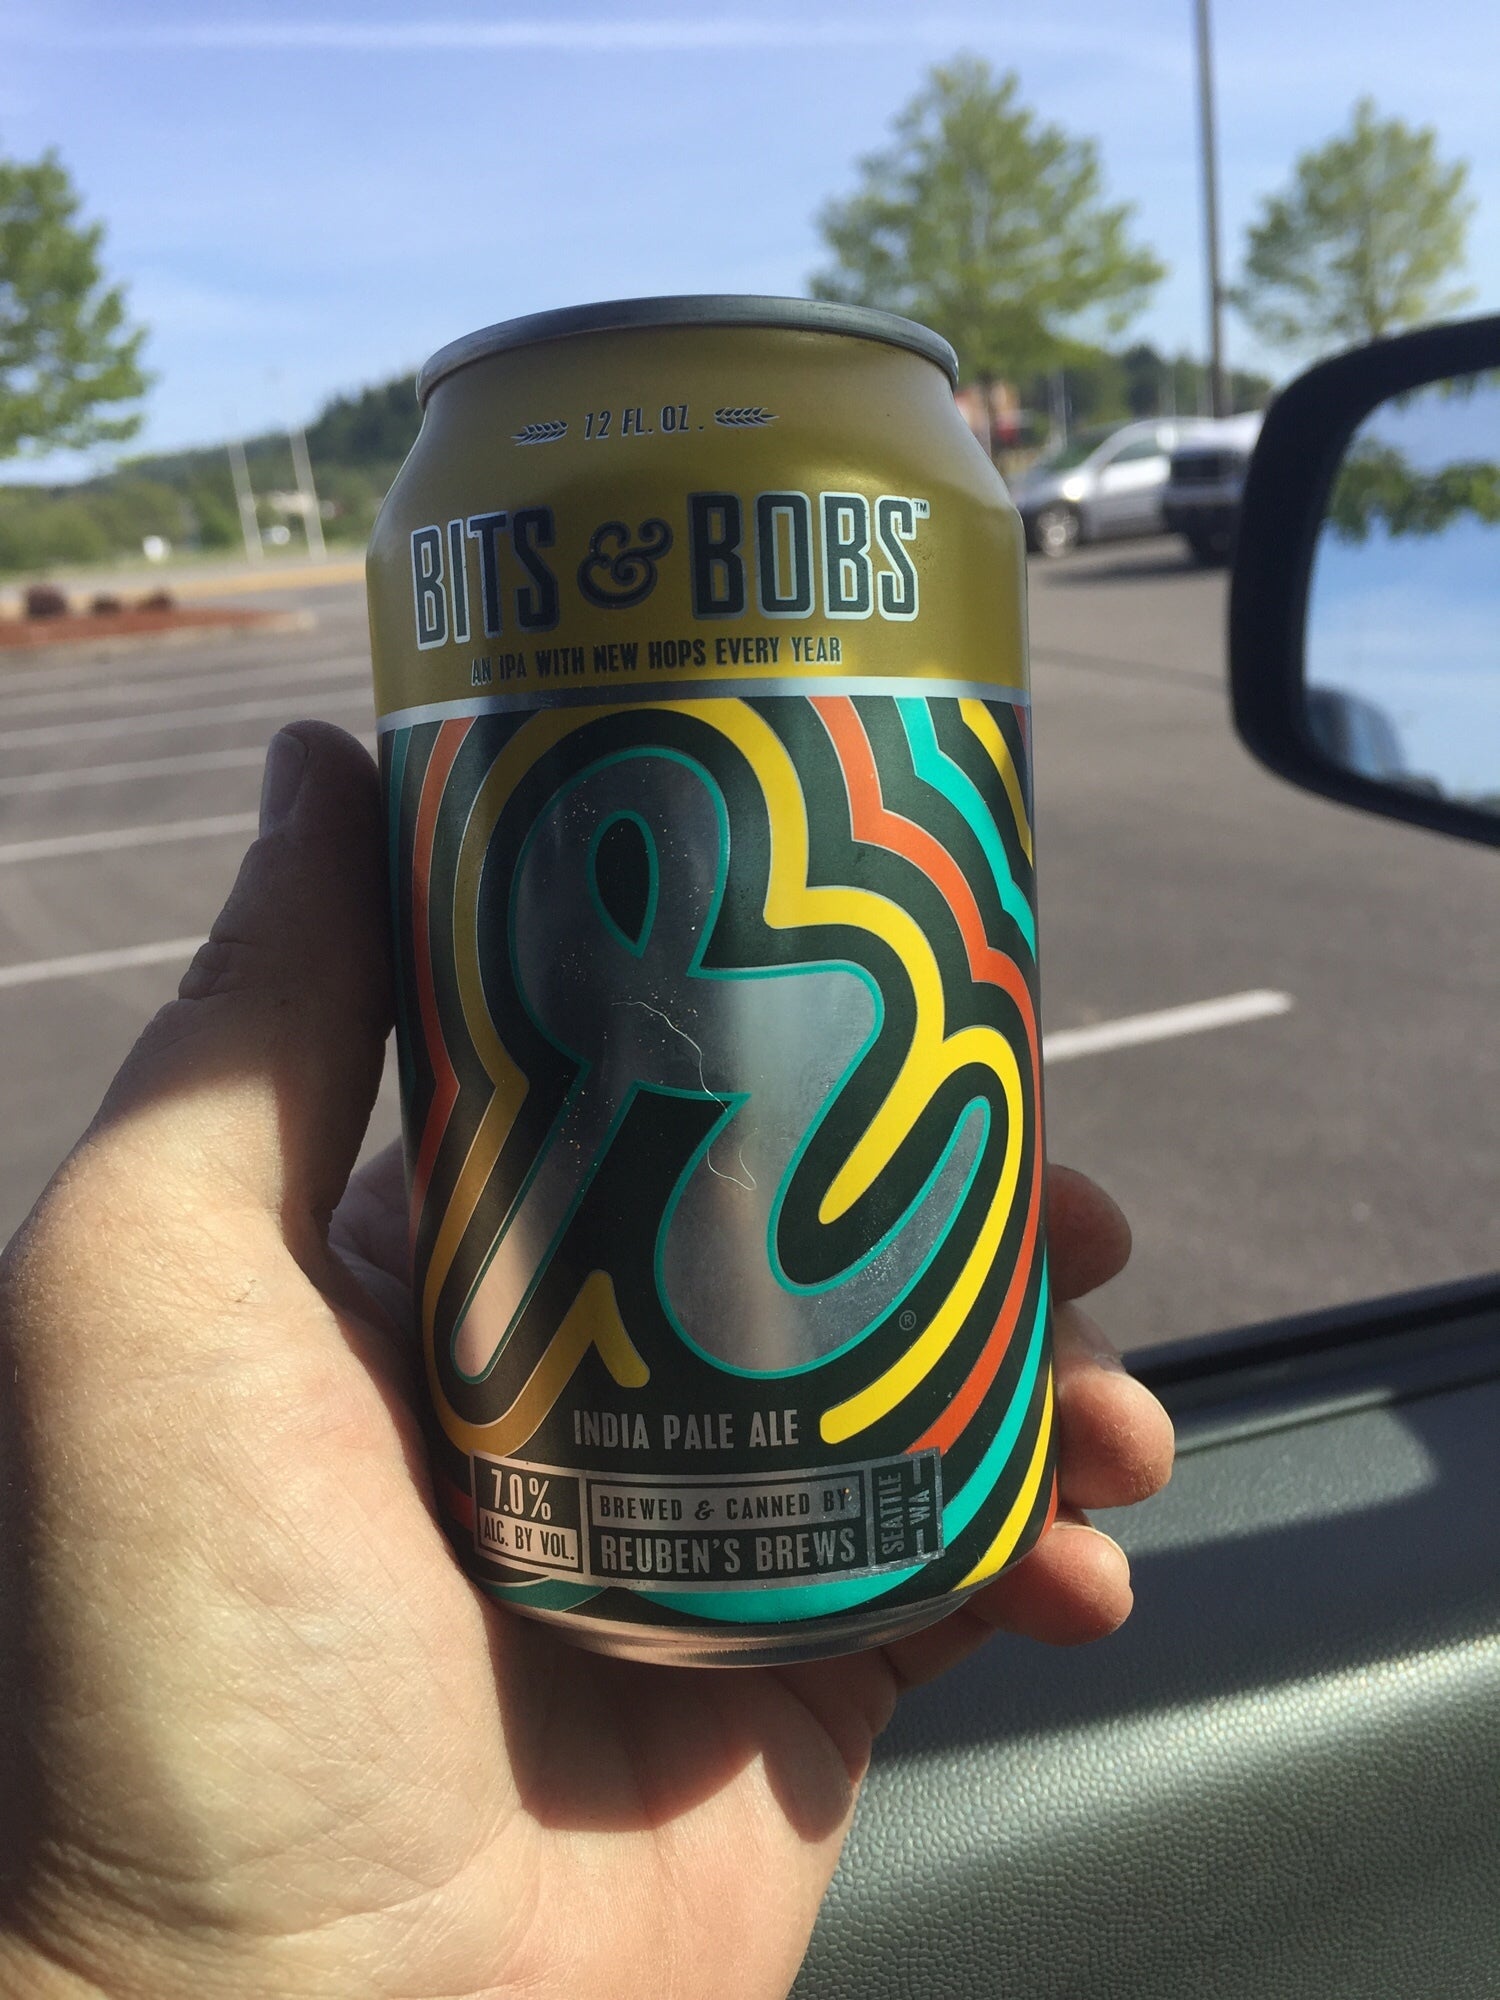 12 FL. OZ.
BITS & BOBS™
AN IPA WITH NEW HOPS EVERY YEAR
R
®
INDIA PALE ALE
7.0%
ALC. BY VOL.
BREWED & CANNED BY
REUBEN'S BREWS
SEATTLE
WA